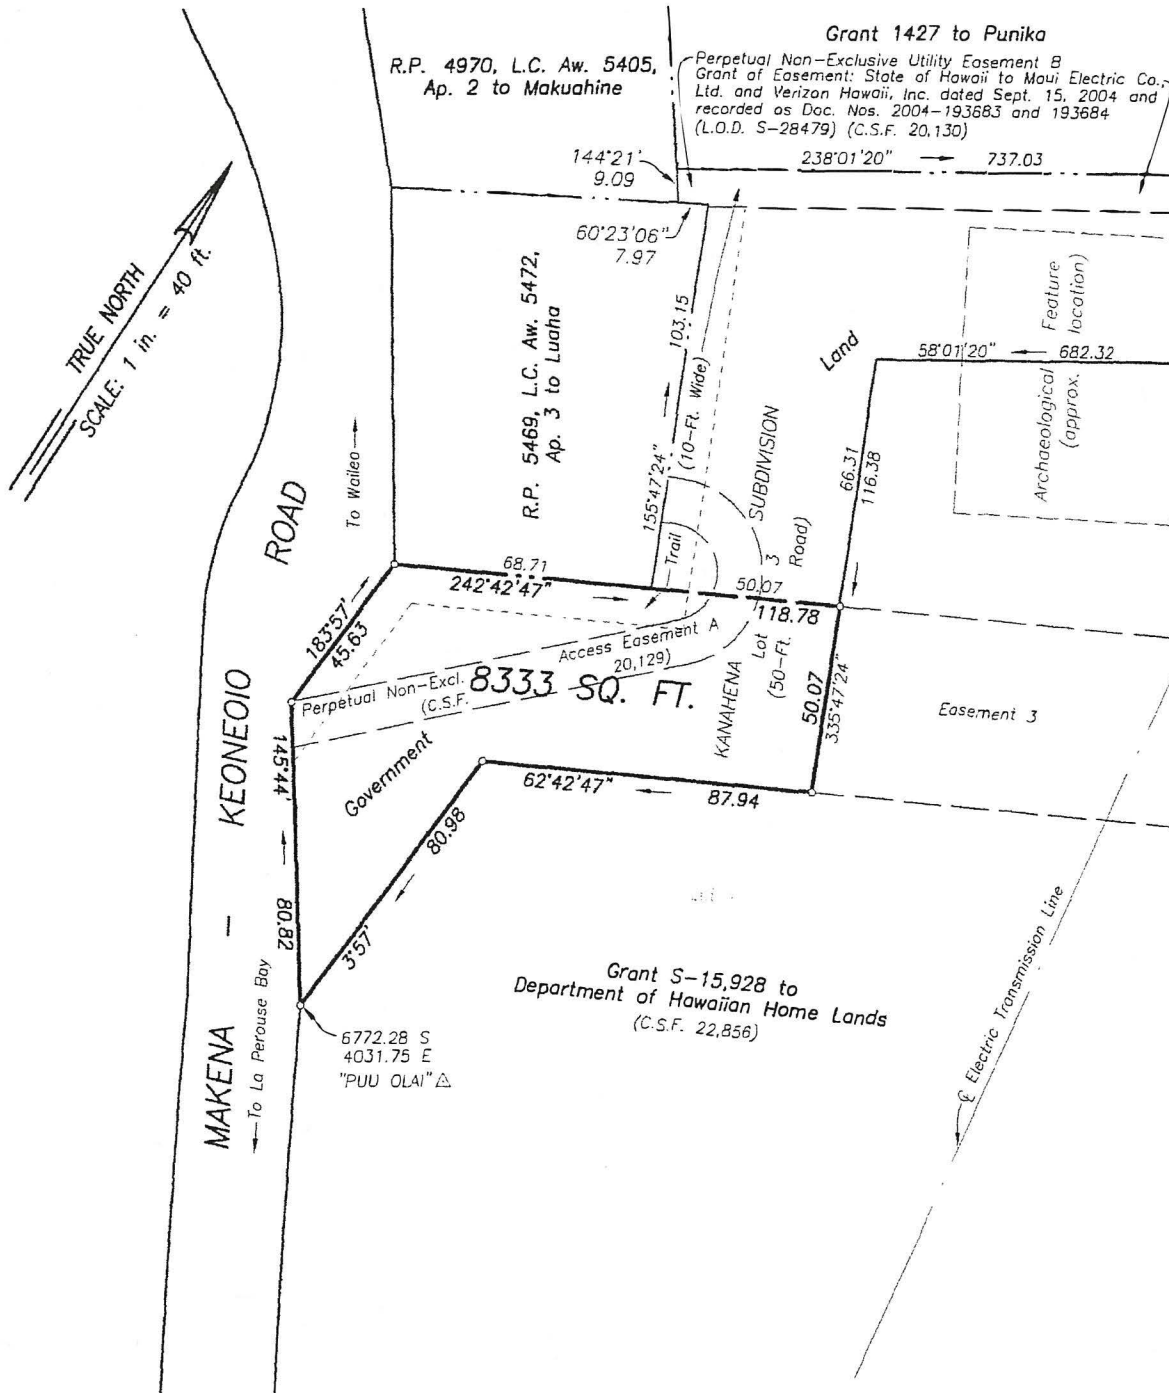 Grant 1427 to Punika
R.P. 4970, L.C. Aw. 5405,
Ap. 2 to Makuahine
Perpetual Non-Exclusive Utility Easement B
Grant of Easement: State of Hawaii to Maui Electric Co.,
Ltd. and Verizon Hawaii, Inc. dated Sept. 15, 2004 and
recorded as Doc. Nos. 2004-193683 and 193684
(L.O.D. S-28479) (C.S.F. 20,130)
144°21'
9.09
238°01'20" 737.03
60°23'06"
7.97
TRUE NORTH
SCALE: 1 in. = 40 ft.
R.P. 5469, L.C. Aw. 5472,
Ap. 3 to Luaha
155°47'24" 103.15
(10-Ft. Wide)
Trail
Land
58°01'20" 682.32
Archaeological Feature
(approx. location)
66.31
116.38
SUBDIVISION
3
Road)
To Wailea
ROAD
68.71
242°42'47"
50.07
118.78
183°57'
45.63
Access Easement A
20,129)
Perpetual Non-Excl.
(C.S.F.
8333 SQ. FT.
KANAHENA
Lot
(50-Ft.
50.07
335°47'24"
Easement 3
KEONEOIO
145°44'
80.82
Government
62°42'47" 87.94
80.98
3°57'
MAKENA -
To La Perouse Bay
6772.28 S
4031.75 E
"PUU OLAI"
Grant S-15,928 to
Department of Hawaiian Home Lands
(C.S.F. 22,856)
℄ Electric Transmission Line